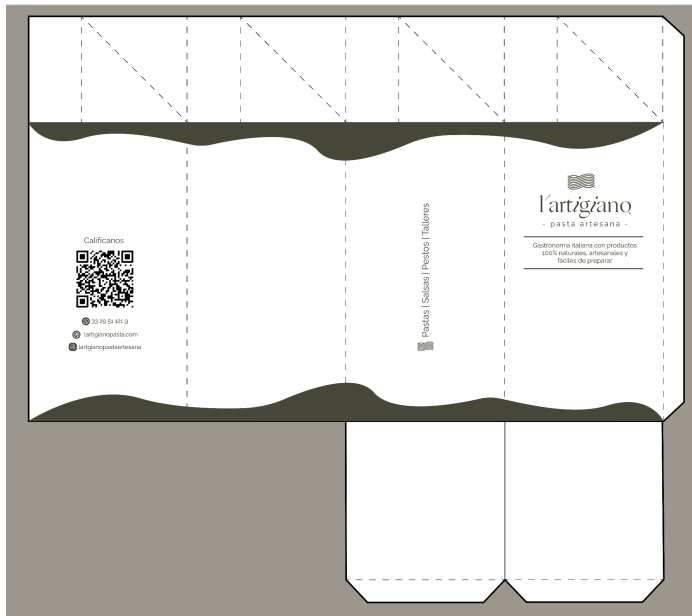 Califícanos
33 29 51 121 9
lartigianopasta.com
lartgianopastaartesana
Pastas | Salsas | Pestos | Talleres
l'artigiano
- pasta artesana -
Gastronomía italiana con productos
100% naturales, artesanales y
fáciles de preparar